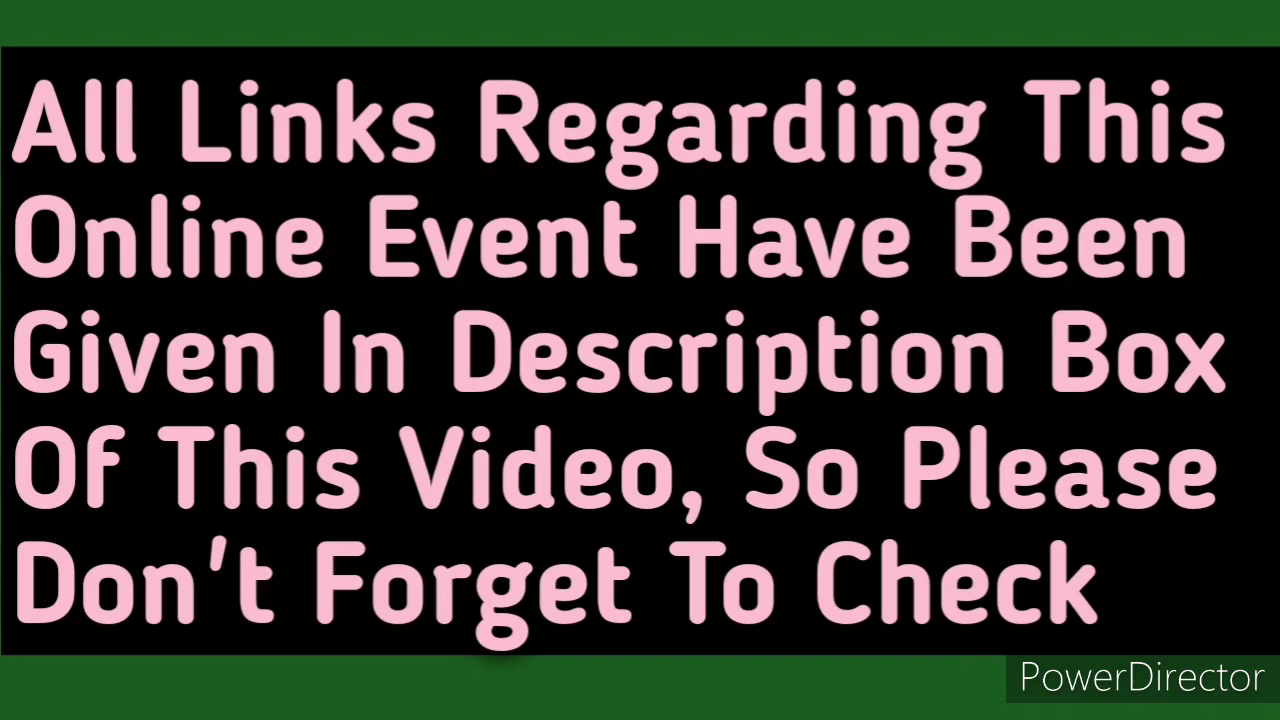 All Links Regarding This
Online Event Have Been
Given In Description Box
Of This Video, So Please
Don't Forget To Check
PowerDirector